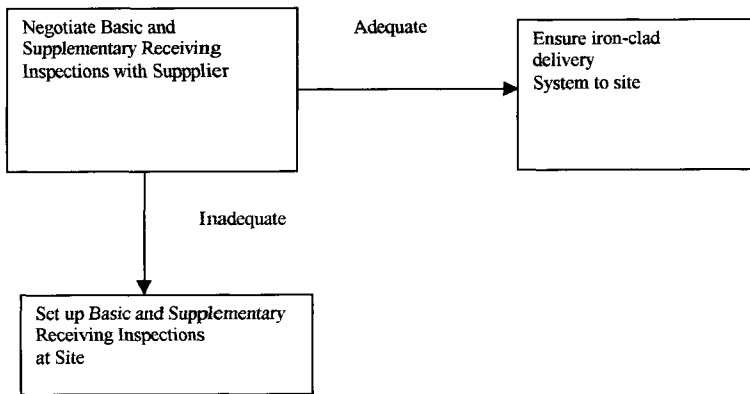 Negotiate Basic and
Supplementary Receiving
Inspections with Suppplier
Adequate
Ensure iron-clad
delivery
System to site
Inadequate
Set up Basic and Supplementary
Receiving Inspections
at Site